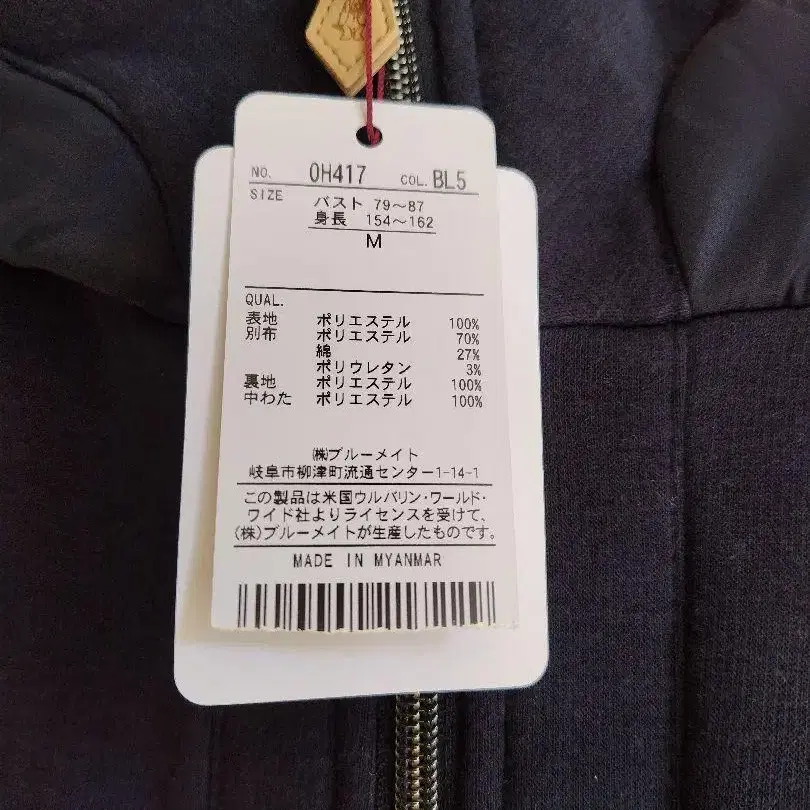 NO. 0H417 COL. BL5
SIZE バスト 79～87
身長 154～162
M
QUAL.
表地 ポリエステル 100%
別布 ポリエステル 70%
綿 27%
ポリウレタン 3%
裏地 ポリエステル 100%
中わた ポリエステル 100%
㈱ブルーメイト
岐阜市柳津町流通センター1-14-1
この製品は米国ウルバリン・ワールド・
ワイド社よりライセンスを受けて、
(株)ブルーメイトが生産したものです。
MADE IN MYANMAR